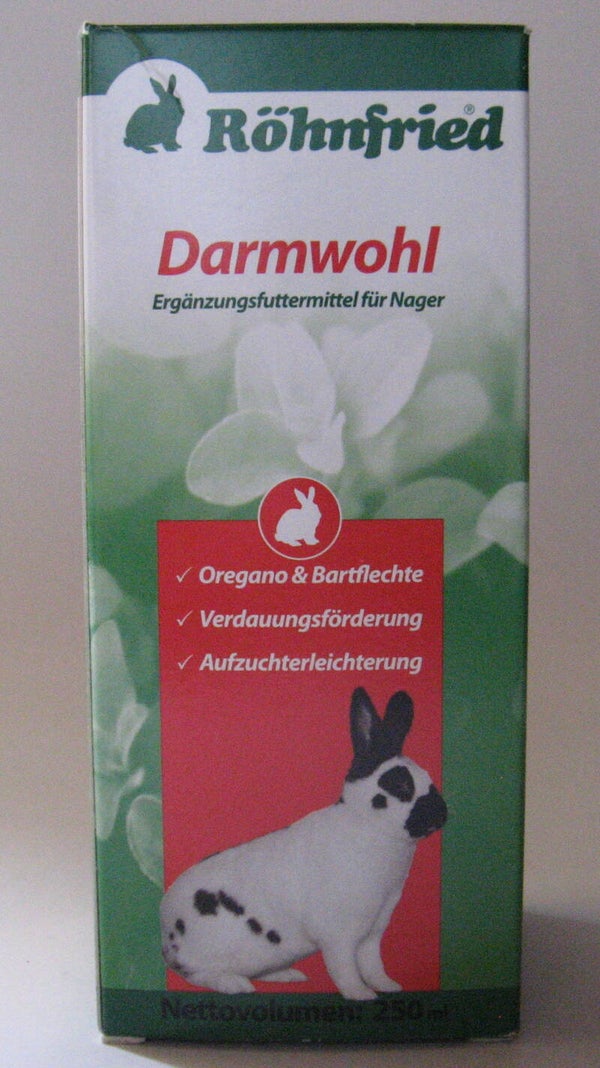 Röhnfried®
Darmwohl
Ergänzungsfuttermittel für Nager
✓ Oregano & Bartflechte
✓ Verdauungsförderung
✓ Aufzuchterleichterung
Nettovolumen: 250 ml